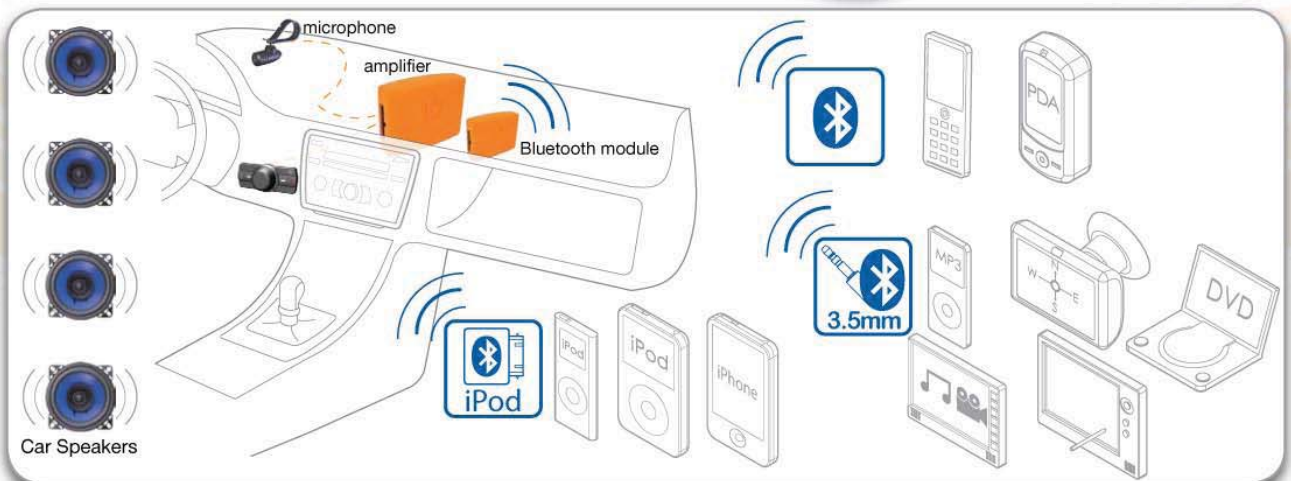 microphone
amplifier
Bluetooth module
Car Speakers
iPod
iPod
iPod
iPhone
PDA
3.5mm
MP3
N
W
E
S
DVD